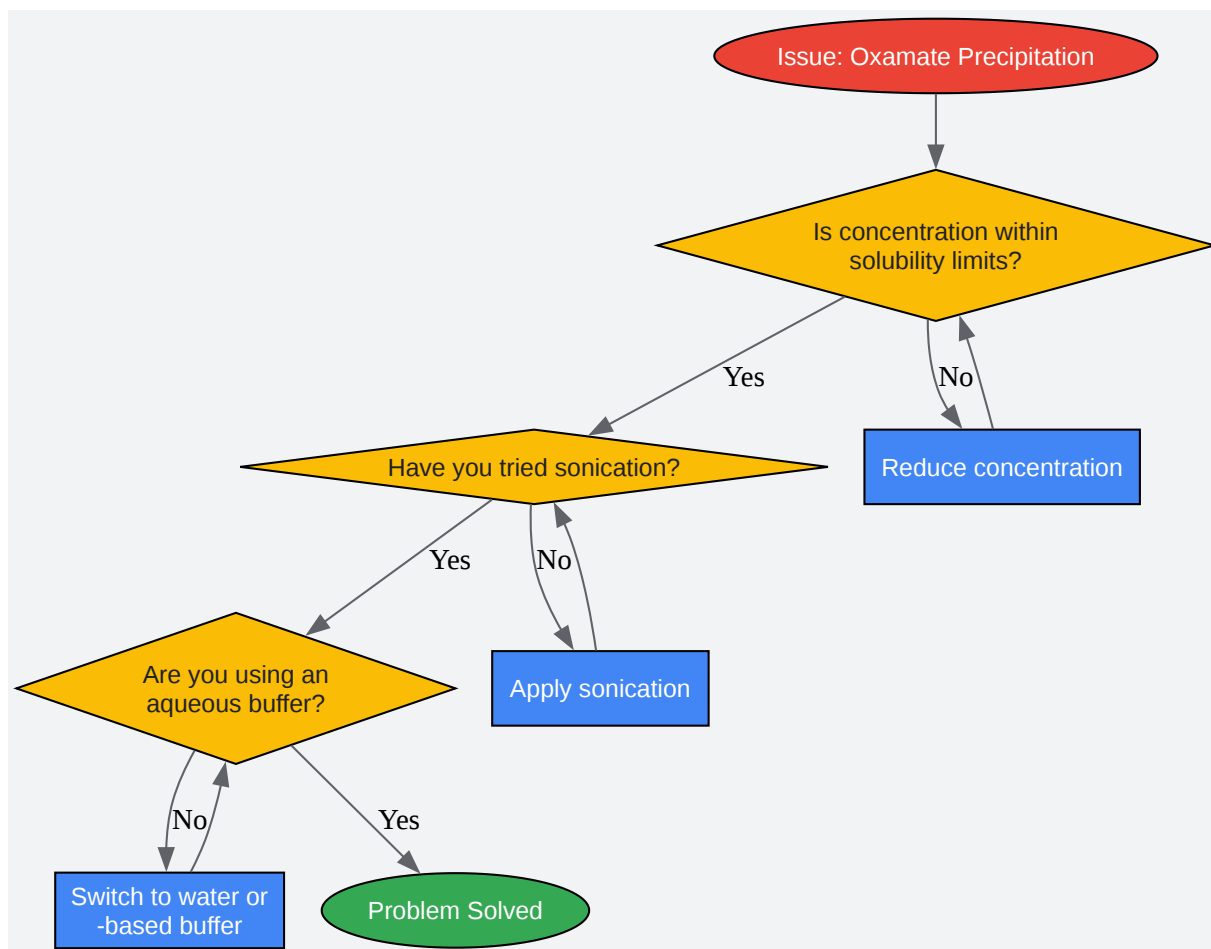 Issue: Oxamate Precipitation
Is concentration within
solubility limits?
Yes
No
Have you tried sonication?
Reduce concentration
Yes
No
Are you using an
aqueous buffer?
Apply sonication
No
Yes
Switch to water or
-based buffer
Problem Solved